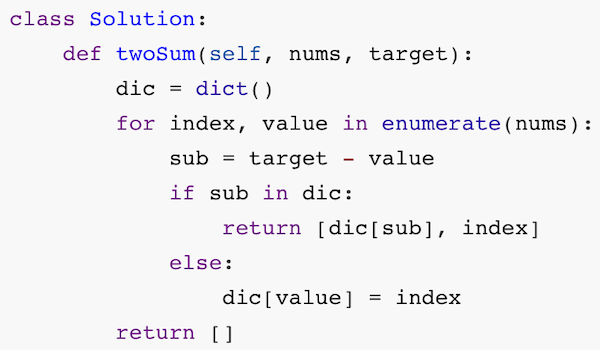 class Solution:
    def twoSum(self, nums, target):
        dic = dict()
        for index, value in enumerate(nums):
            sub = target - value
            if sub in dic:
                return [dic[sub], index]
            else:
                dic[value] = index
        return []